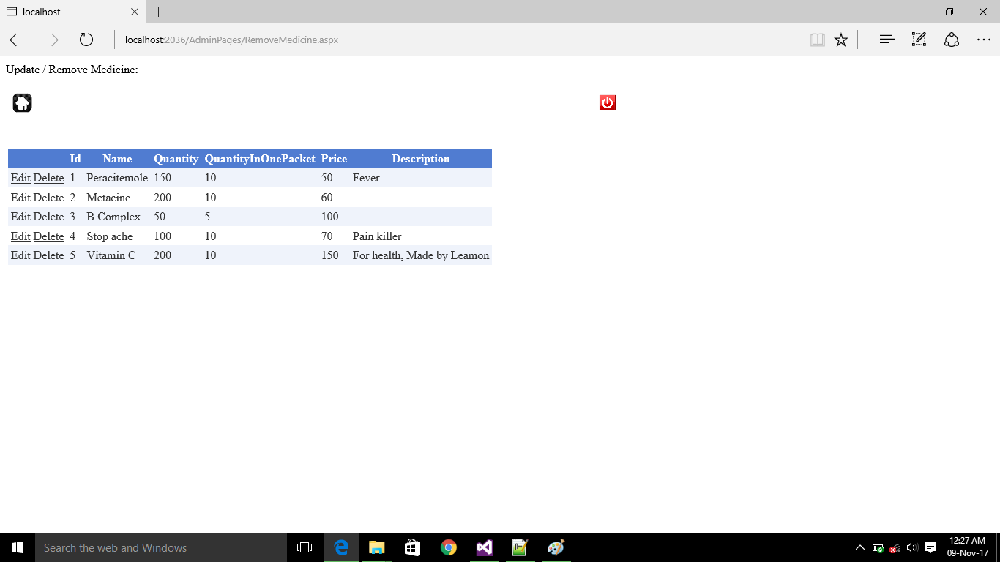 localhost
localhost:2036/AdminPages/RemoveMedicine.aspx
Update / Remove Medicine:
Id Name Quantity QuantityInOnePacket Price Description
Edit Delete 1 Peracitemole 150 10 50 Fever
Edit Delete 2 Metacine 200 10 60
Edit Delete 3 B Complex 50 5 100
Edit Delete 4 Stop ache 100 10 70 Pain killer
Edit Delete 5 Vitamin C 200 10 150 For health, Made by Leamon
Search the web and Windows
12:27 AM
09-Nov-17